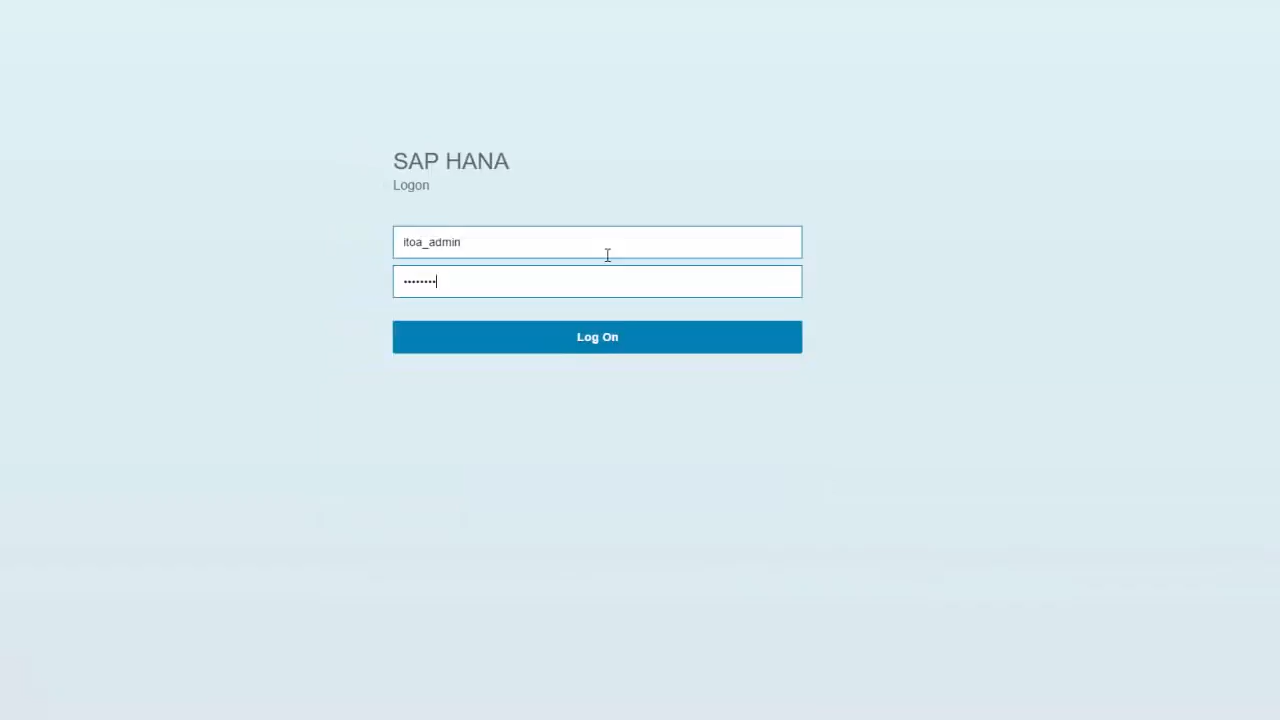 SAP HANA
Logon
itoa_admin
••••••••
Log On